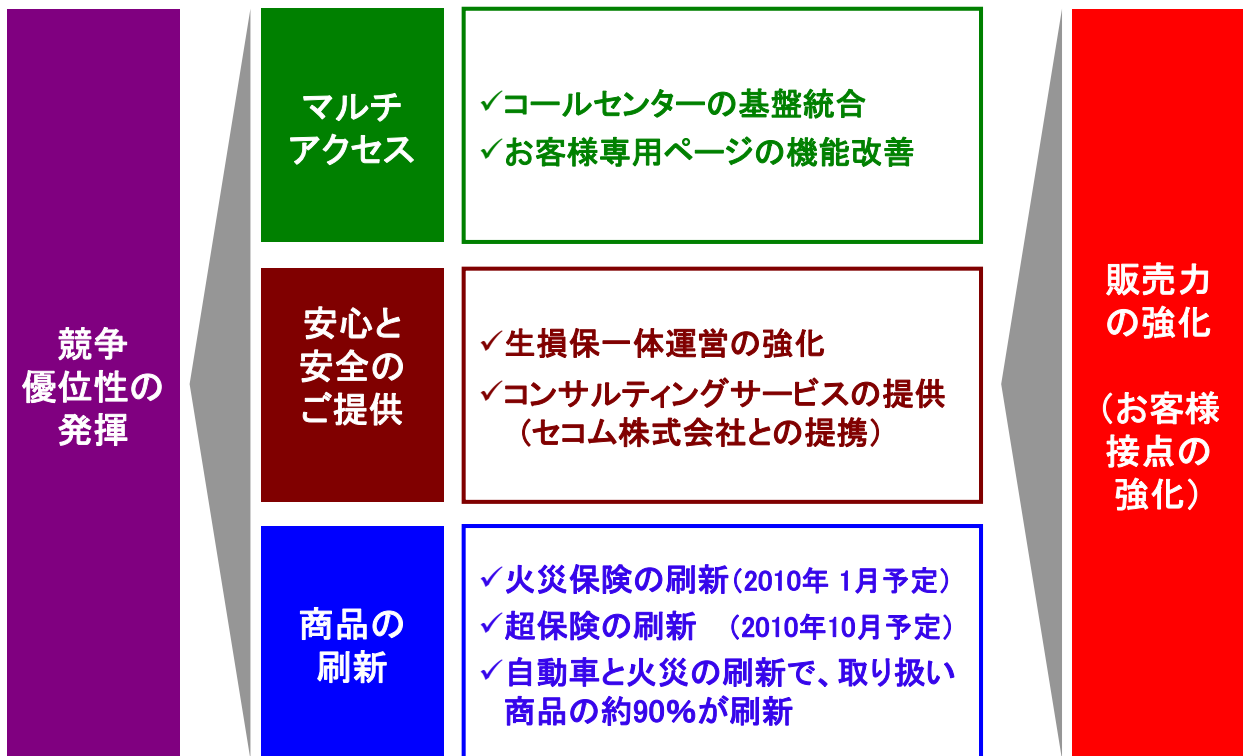 競争
優位性の
発揮
マルチ
アクセス
✓コールセンターの基盤統合
✓お客様専用ページの機能改善
安心と
安全の
ご提供
✓生損保一体運営の強化
✓コンサルティングサービスの提供
（セコム株式会社との提携）
商品の
刷新
✓火災保険の刷新（2010年 1月予定）
✓超保険の刷新　（2010年10月予定）
✓自動車と火災の刷新で、取り扱い
商品の約90%が刷新
販売力
の強化
（お客様
接点の
強化）